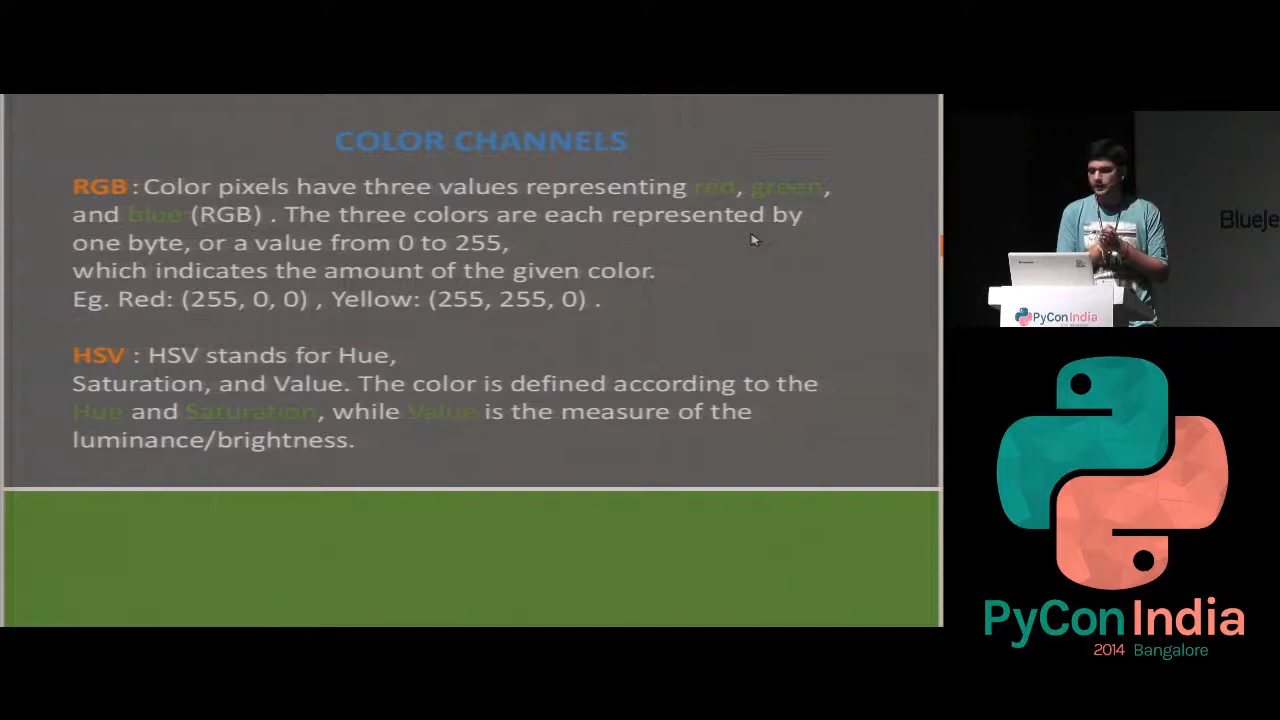 COLOR CHANNELS
RGB : Color pixels have three values representing red, green,
and blue (RGB) . The three colors are each represented by
one byte, or a value from 0 to 255,
which indicates the amount of the given color.
Eg. Red: (255, 0, 0) , Yellow: (255, 255, 0) .
HSV : HSV stands for Hue,
Saturation, and Value. The color is defined according to the
Hue and Saturation, while Value is the measure of the
luminance/brightness.
BlueJe
PyCon India
PyCon India
2014 Bangalore